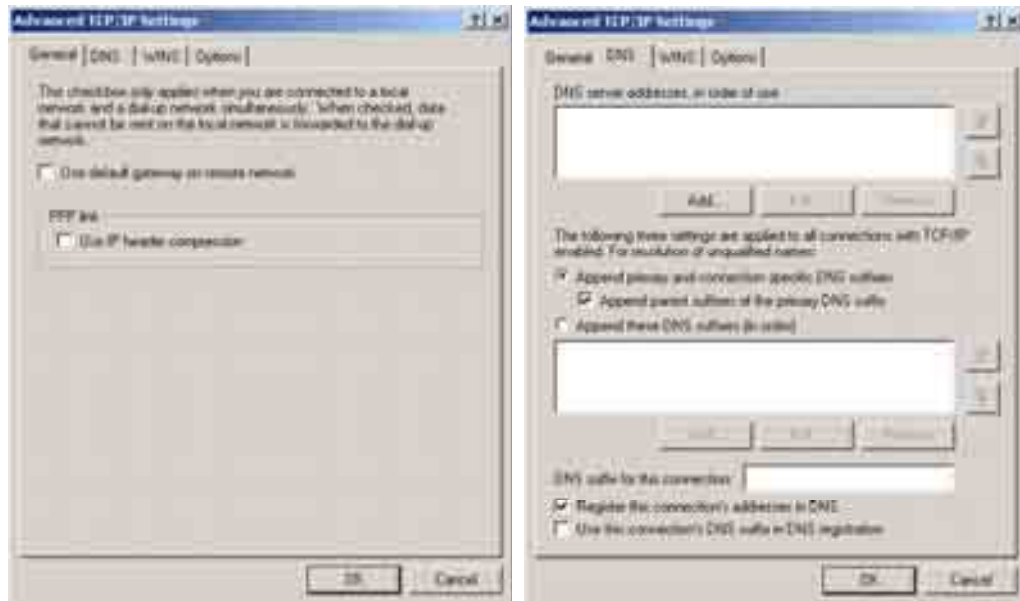 Advanced TCP/IP Settings
General DNS WINS Options
This checkbox only applies when you are connected to a local
network and a dial-up network simultaneously. When checked, data
that cannot be sent on the local network is forwarded to the dial-up
network.
Use default gateway on remote network
PPP link
Use IP header compression
OK Cancel
Advanced TCP/IP Settings
General DNS WINS Options
DNS server addresses, in order of use:
Add... Edit... Remove
The following three settings are applied to all connections with TCP/IP
enabled. For resolution of unqualified names:
Append primary and connection specific DNS suffixes
Append parent suffixes of the primary DNS suffix
Append these DNS suffixes (in order):
Add... Edit... Remove
DNS suffix for this connection:
Register this connection's addresses in DNS
Use this connection's DNS suffix in DNS registration
OK Cancel